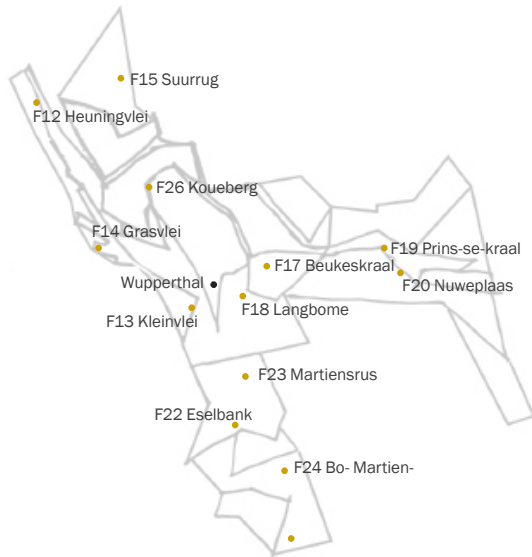 F15 Suurrug
F12 Heuningvlei
F26 Koueberg
F14 Grasvlei
F19 Prins-se-kraal
F17 Beukeskraal
Wupperthal
F20 Nuweplaas
F18 Langbome
F13 Kleinvlei
F23 Martiensrus
F22 Eselbank
F24 Bo- Martien-